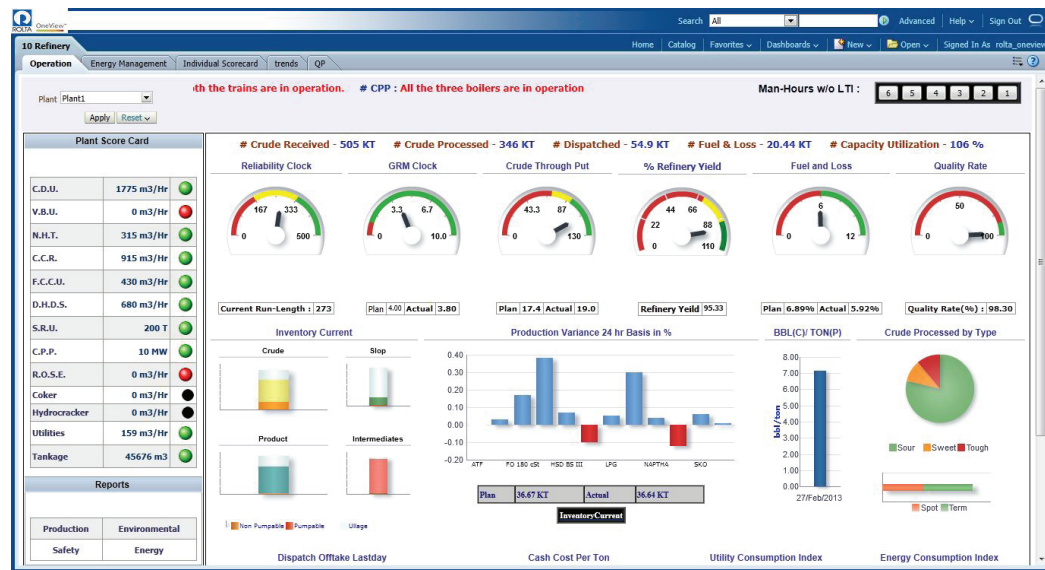 ROLTA OneView™
Search All Advanced Help Sign Out
10 Refinery
Home Catalog Favorites Dashboards New Open Signed In As rolta_oneview
Operation Energy Management Individual Scorecard trends QP
Plant Plant1
Apply Reset
oth the trains are in operation. # CPP : All the three boilers are in operation
Man-Hours w/o LTI : 6 5 4 3 2 1
Plant Score Card
C.D.U. 1775 m3/Hr
V.B.U. 0 m3/Hr
N.H.T. 315 m3/Hr
C.C.R. 915 m3/Hr
F.C.C.U. 430 m3/Hr
D.H.D.S. 680 m3/Hr
S.R.U. 200 T
C.P.P. 10 MW
R.O.S.E. 0 m3/Hr
Coker 0 m3/Hr
Hydrocracker 0 m3/Hr
Utilities 159 m3/Hr
Tankage 45676 m3
Reports
Production Environmental
Safety Energy
# Crude Received - 505 KT # Crude Processed - 346 KT # Dispatched - 54.9 KT # Fuel & Loss - 20.44 KT # Capacity Utilization - 106 %
Reliability Clock
0 167 333 500
Current Run-Length : 273
GRM Clock
0 3.3 6.7 10.0
Plan 4.00 Actual 3.80
Crude Through Put
0 43.3 87 130
Plan 17.4 Actual 19.0
% Refinery Yield
0 22 44 66 88 110
Refinery Yeild 95.33
Fuel and Loss
0 6 12
Plan 6.89% Actual 5.92%
Quality Rate
0 50 100
Quality Rate(%) : 98.30
Inventory Current
Crude Slop
Product Intermediates
Non Pumpable Pumpable Ullage
Production Variance 24 hr Basis in %
0.40
0.30
0.20
0.10
0.00
-0.10
-0.20
ATF FO 180 cSt HSD BS III LPG NAPTHA SKO
Plan 36.67 KT Actual 36.64 KT
InventoryCurrent
BBL(C)/ TON(P)
bbl/ton
8.00
7.00
6.00
5.00
4.00
3.00
2.00
1.00
0.00
27/Feb/2013
Crude Processed by Type
Sour Sweet Tough
Spot Term
Dispatch Offtake Lastday
Cash Cost Per Ton
Utility Consumption Index
Energy Consumption Index